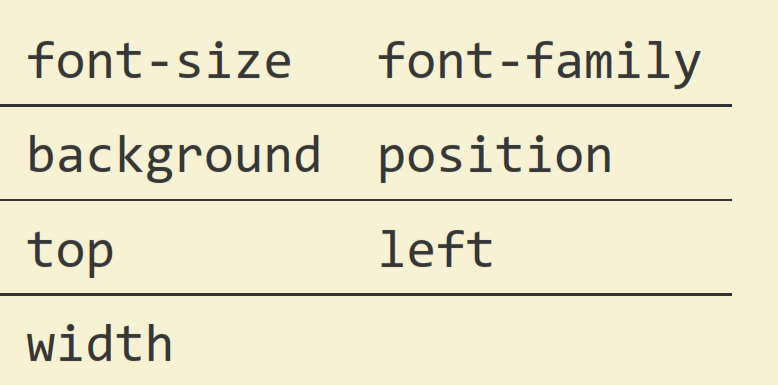 font-size font-family
background position
top left
width